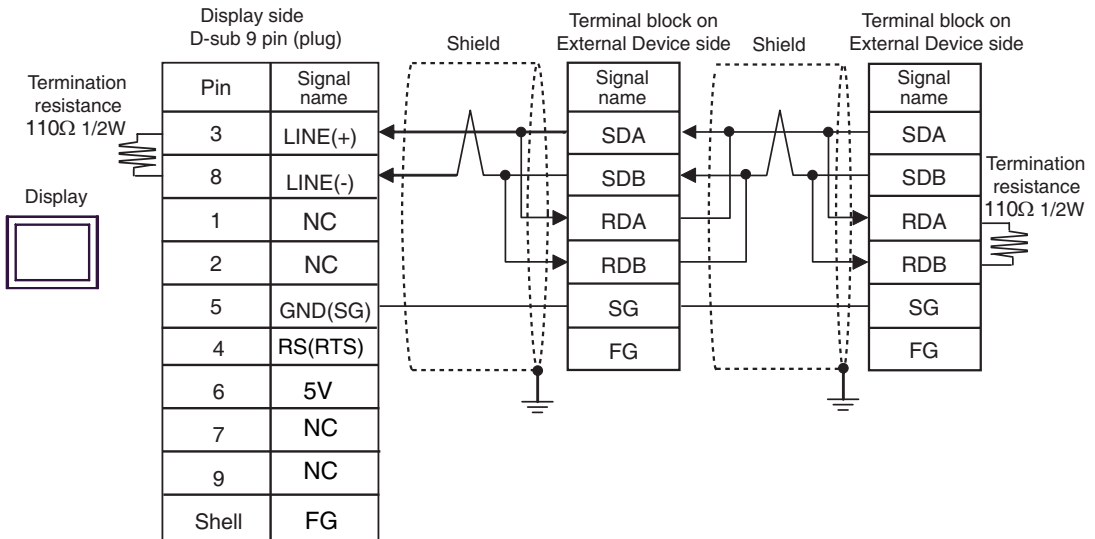 Display side
D-sub 9 pin (plug)
Shield
Terminal block on
External Device side
Shield
Terminal block on
External Device side
Termination
resistance
110Ω 1/2W
Display
Pin
Signal
name
3
LINE(+)
8
LINE(-)
1
NC
2
NC
5
GND(SG)
4
RS(RTS)
6
5V
7
NC
9
NC
Shell
FG
Signal
name
SDA
SDB
RDA
RDB
SG
FG
Signal
name
SDA
SDB
RDA
RDB
SG
FG
Termination
resistance
110Ω 1/2W